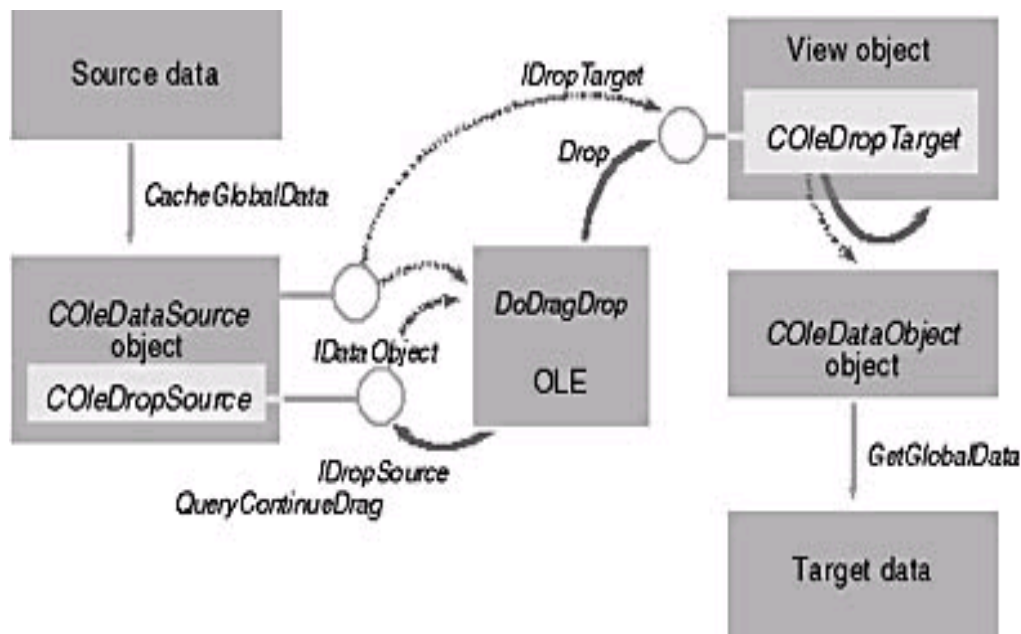 Source data
CacheGlobalData
COleDataSource
object
COleDropSource
IDataObject
IDropSource
QueryContinueDrag
DoDragDrop
OLE
IDropTarget
Drop
View object
COleDropTarget
COleDataObject
object
GetGlobalData
Target data